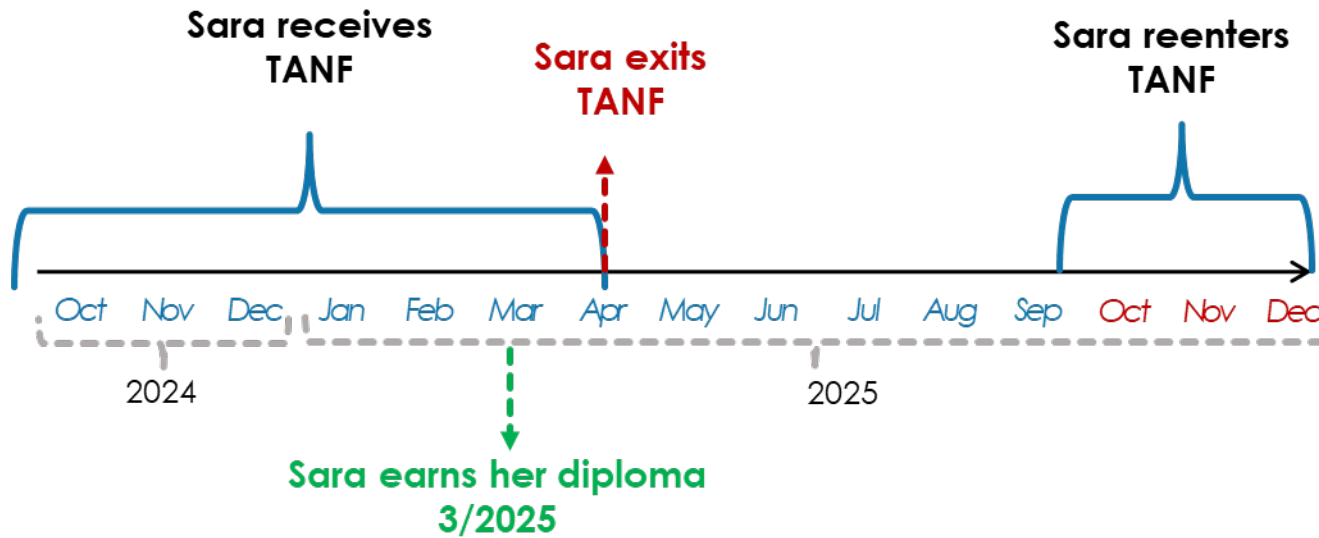 Sara receives
TANF
Sara exits
TANF
Sara reenters
TANF
Oct Nov Dec Jan Feb Mar Apr May Jun Jul Aug Sep Oct Nov Dec
2024
2025
Sara earns her diploma
3/2025